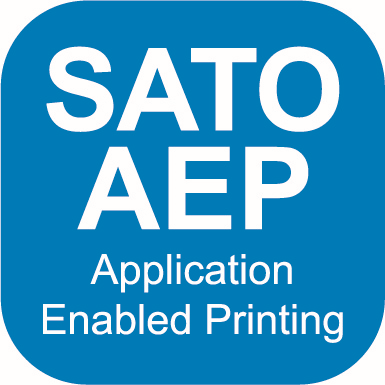 SATO
AEP
Application
Enabled Printing